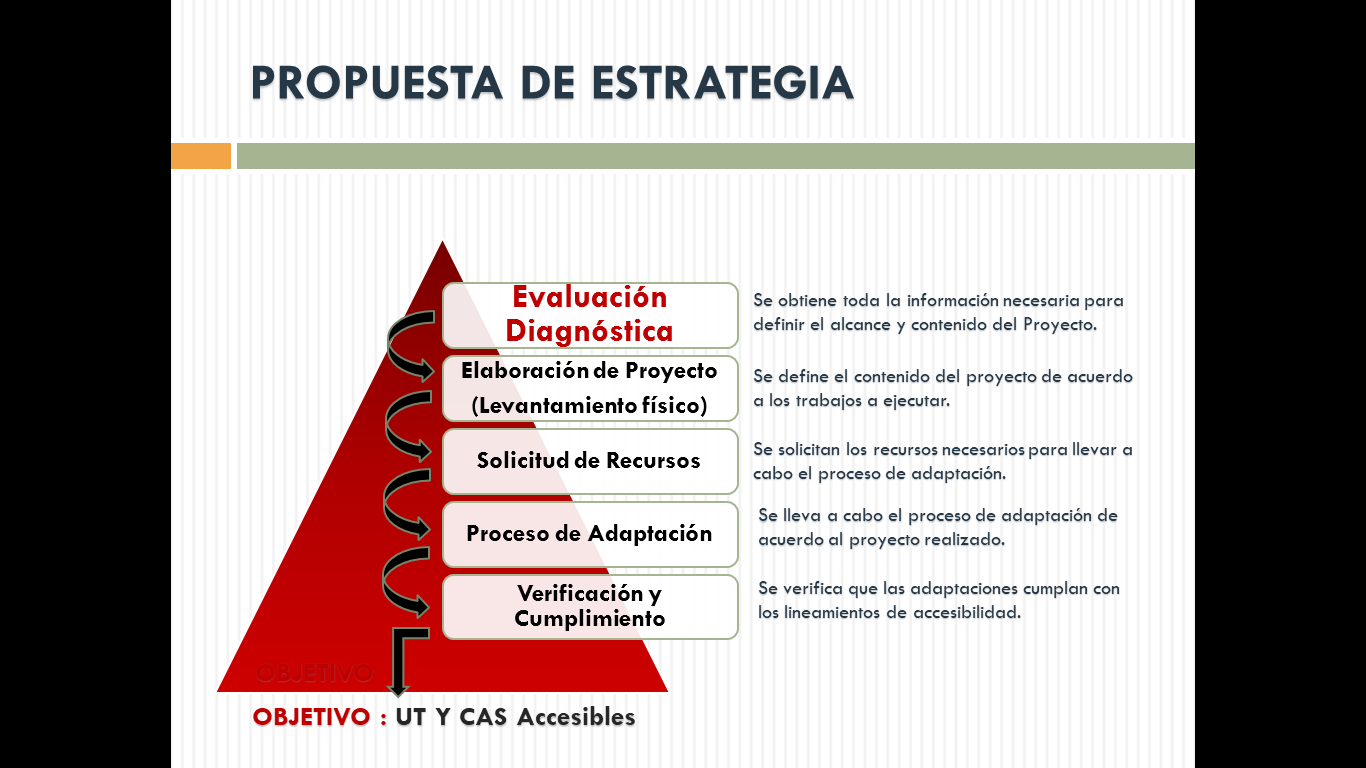 PROPUESTA DE ESTRATEGIA
Evaluación
Diagnóstica
Se obtiene toda la información necesaria para
definir el alcance y contenido del Proyecto.
Elaboración de Proyecto
(Levantamiento físico)
Se define el contenido del proyecto de acuerdo
a los trabajos a ejecutar.
Solicitud de Recursos
Se solicitan los recursos necesarios para llevar a
cabo el proceso de adaptación.
Proceso de Adaptación
Se lleva a cabo el proceso de adaptación de
acuerdo al proyecto realizado.
Verificación y
Cumplimiento
Se verifica que las adaptaciones cumplan con
los lineamientos de accesibilidad.
OBJETIVO
OBJETIVO : UT Y CAS Accesibles